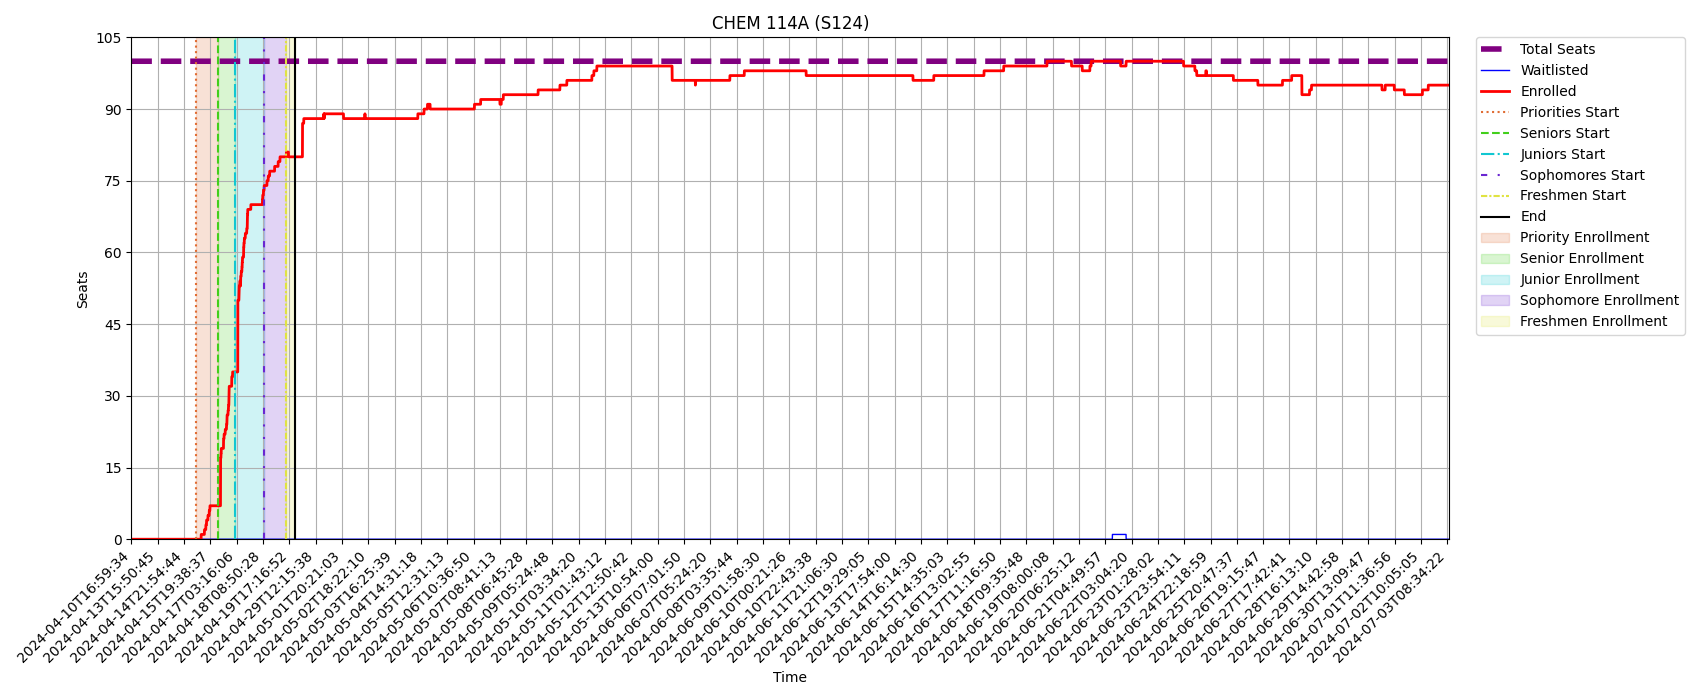 CHEM 114A (S124)
105
90
75
60
45
30
15
0
Seats
2024-04-10T16:59:34
2024-04-13T15:50:45
2024-04-14T21:54:44
2024-04-15T19:38:37
2024-04-17T03:16:06
2024-04-18T08:50:28
2024-04-19T17:16:52
2024-04-29T12:15:38
2024-05-01T20:21:03
2024-05-02T18:22:10
2024-05-03T16:25:39
2024-05-04T14:31:18
2024-05-05T12:31:13
2024-05-06T10:36:50
2024-05-07T08:41:13
2024-05-08T06:45:28
2024-05-09T05:24:48
2024-05-10T03:34:20
2024-05-11T01:43:12
2024-05-12T12:50:42
2024-05-13T10:54:00
2024-06-06T07:01:50
2024-06-07T05:24:20
2024-06-08T03:35:44
2024-06-09T01:58:30
2024-06-10T00:21:26
2024-06-10T22:43:38
2024-06-11T21:06:30
2024-06-12T19:29:05
2024-06-13T17:54:00
2024-06-14T16:14:30
2024-06-15T14:35:03
2024-06-16T13:02:55
2024-06-17T11:16:50
2024-06-18T09:35:48
2024-06-19T08:00:08
2024-06-20T06:25:12
2024-06-21T04:49:57
2024-06-22T03:04:20
2024-06-23T01:28:02
2024-06-23T23:54:11
2024-06-24T22:18:59
2024-06-25T20:47:37
2024-06-26T19:15:47
2024-06-27T17:42:41
2024-06-28T16:13:10
2024-06-29T14:42:58
2024-06-30T13:09:47
2024-07-01T11:36:56
2024-07-02T10:05:05
2024-07-03T08:34:22
Time
Total Seats
Waitlisted
Enrolled
Priorities Start
Seniors Start
Juniors Start
Sophomores Start
Freshmen Start
End
Priority Enrollment
Senior Enrollment
Junior Enrollment
Sophomore Enrollment
Freshmen Enrollment